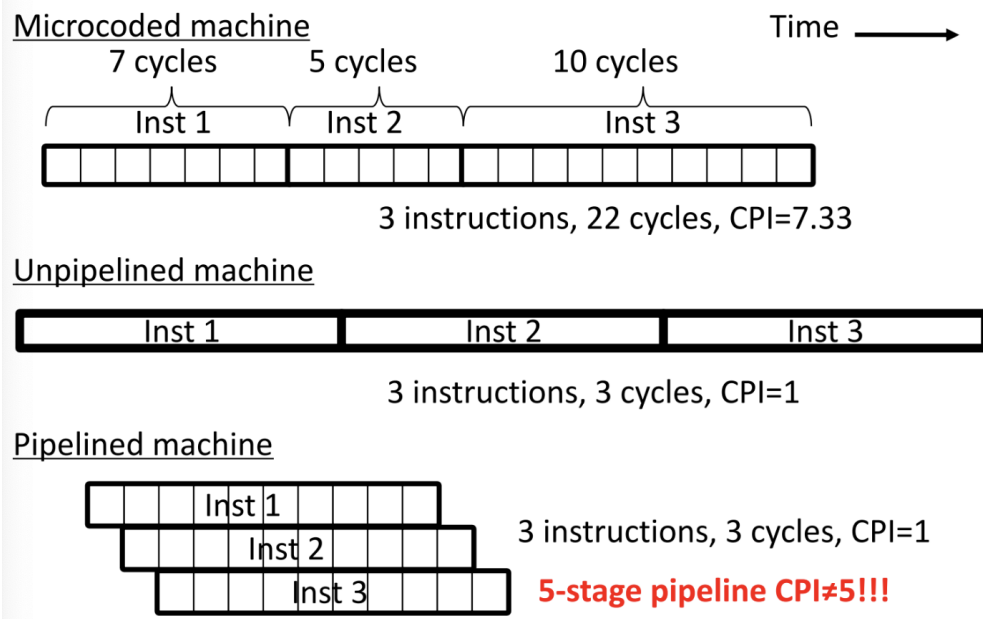 Microcoded machine
Time
7 cycles
5 cycles
10 cycles
Inst 1
Inst 2
Inst 3
3 instructions, 22 cycles, CPI=7.33
Unpipelined machine
Inst 1
Inst 2
Inst 3
3 instructions, 3 cycles, CPI=1
Pipelined machine
Inst 1
Inst 2
3 instructions, 3 cycles, CPI=1
Inst 3
5-stage pipeline CPI≠5!!!